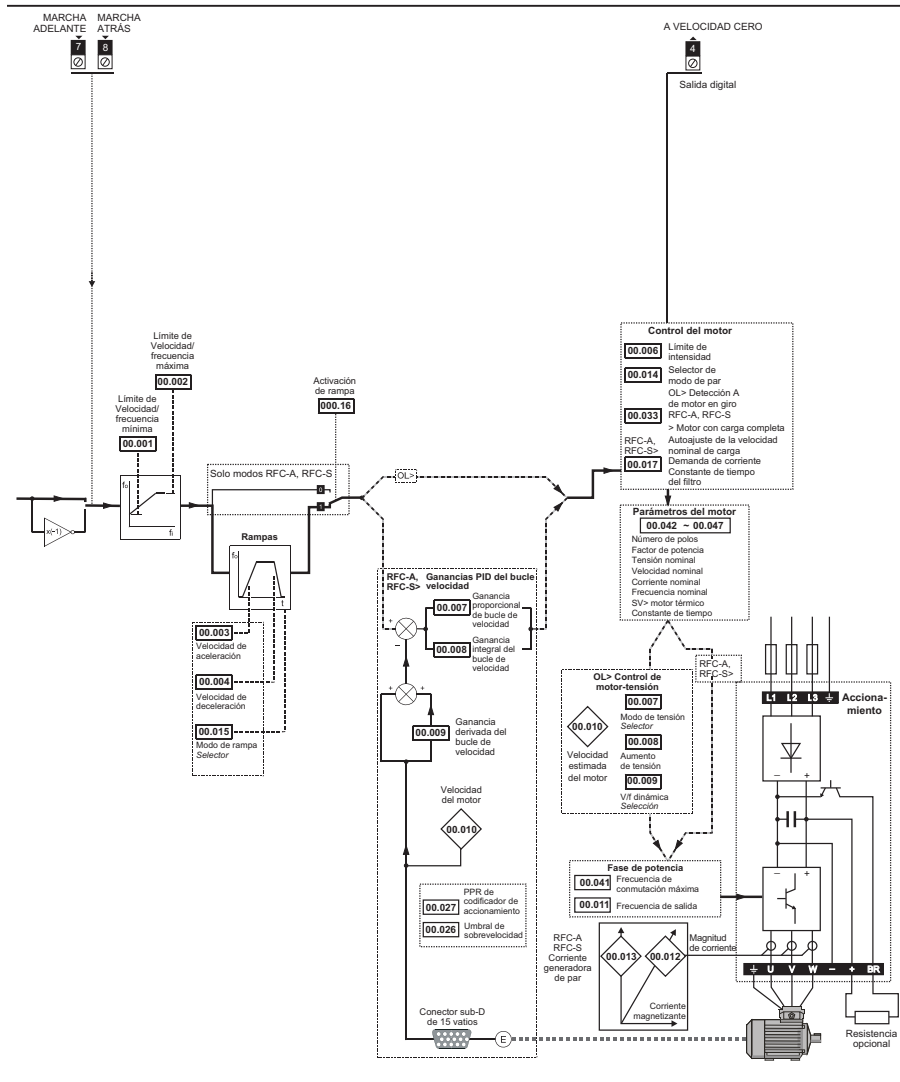 MARCHA ADELANTE
MARCHA ATRÁS
7
8
A VELOCIDAD CERO
4
Salida digital
Límite de
Velocidad/
frecuencia
máxima
00.002
Límite de
Velocidad/
frecuencia
mínima
00.001
Activación
de rampa
000.16
Solo modos RFC-A, RFC-S
0
1
x(-1)
fo
fi
Rampas
fo
t
00.003
Velocidad de
aceleración
00.004
Velocidad de
deceleración
00.015
Modo de rampa
Selector
OL>
RFC-A,
RFC-S>
Ganancias PID del bucle
velocidad
+
−
00.007
Ganancia
proporcional
de bucle de
velocidad
00.008
Ganancia
integral del
bucle de
velocidad
+
+
00.009
Ganancia
derivada del
bucle de
velocidad
Velocidad
del motor
00.010
00.027
PPR de
codificador de
accionamiento
00.026
Umbral de
sobrevelocidad
Conector sub-D
de 15 vatios
E
Control del motor
00.006
Límite de
intensidad
00.014
Selector de
modo de par
OL> Detección A
de motor en giro
00.033
RFC-A, RFC-S
> Motor con carga completa
RFC-A,
RFC-S>
Autoajuste de la velocidad
nominal de carga
00.017
Demanda de corriente
Constante de tiempo
del filtro
Parámetros del motor
00.042 ~ 00.047
Número de polos
Factor de potencia
Tensión nominal
Velocidad nominal
Corriente nominal
Frecuencia nominal
SV> motor térmico
Constante de tiempo
RFC-A,
RFC-S>
OL> Control de
motor-tensión
00.007
Modo de tensión
Selector
00.010
Velocidad
estimada
del motor
00.008
Aumento
de tensión
00.009
V/f dinámica
Selección
Fase de potencia
00.041
Frecuencia de
conmutación máxima
00.011
Frecuencia de salida
RFC-A
RFC-S
Corriente
generadora
de par
00.013
00.012
Magnitud
de corriente
Corriente
magnetizante
L1 L2 L3
Acciona-
miento
− +
− +
U V W − + BR
Resistencia
opcional